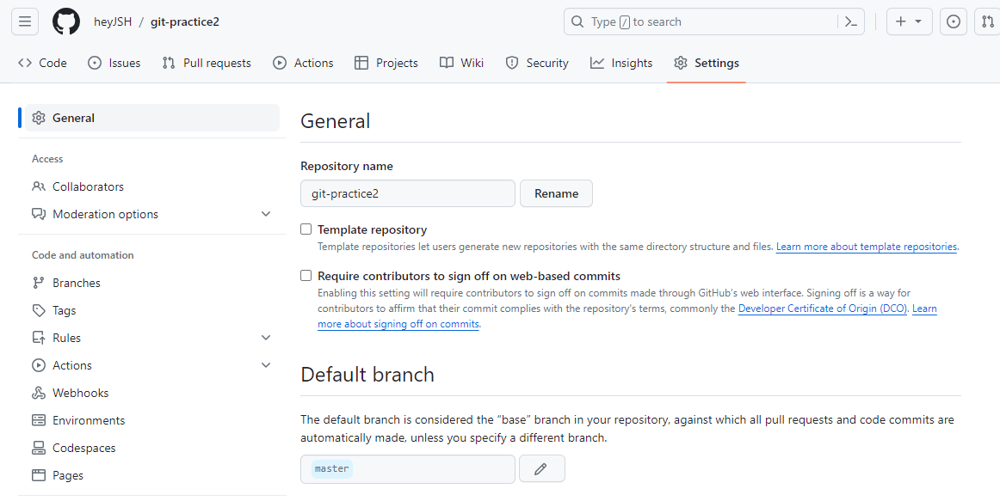 heyJSH / git-practice2
Type / to search
Code Issues Pull requests Actions Projects Wiki Security Insights Settings
General
Access
Collaborators
Moderation options
Code and automation
Branches
Tags
Rules
Actions
Webhooks
Environments
Codespaces
Pages
General
Repository name
git-practice2 Rename
Template repository
Template repositories let users generate new repositories with the same directory structure and files. Learn more about template repositories.
Require contributors to sign off on web-based commits
Enabling this setting will require contributors to sign off on commits made through GitHub's web interface. Signing off is a way for
contributors to affirm that their commit complies with the repository's terms, commonly the Developer Certificate of Origin (DCO). Learn
more about signing off on commits.
Default branch
The default branch is considered the “base” branch in your repository, against which all pull requests and code commits are
automatically made, unless you specify a different branch.
master